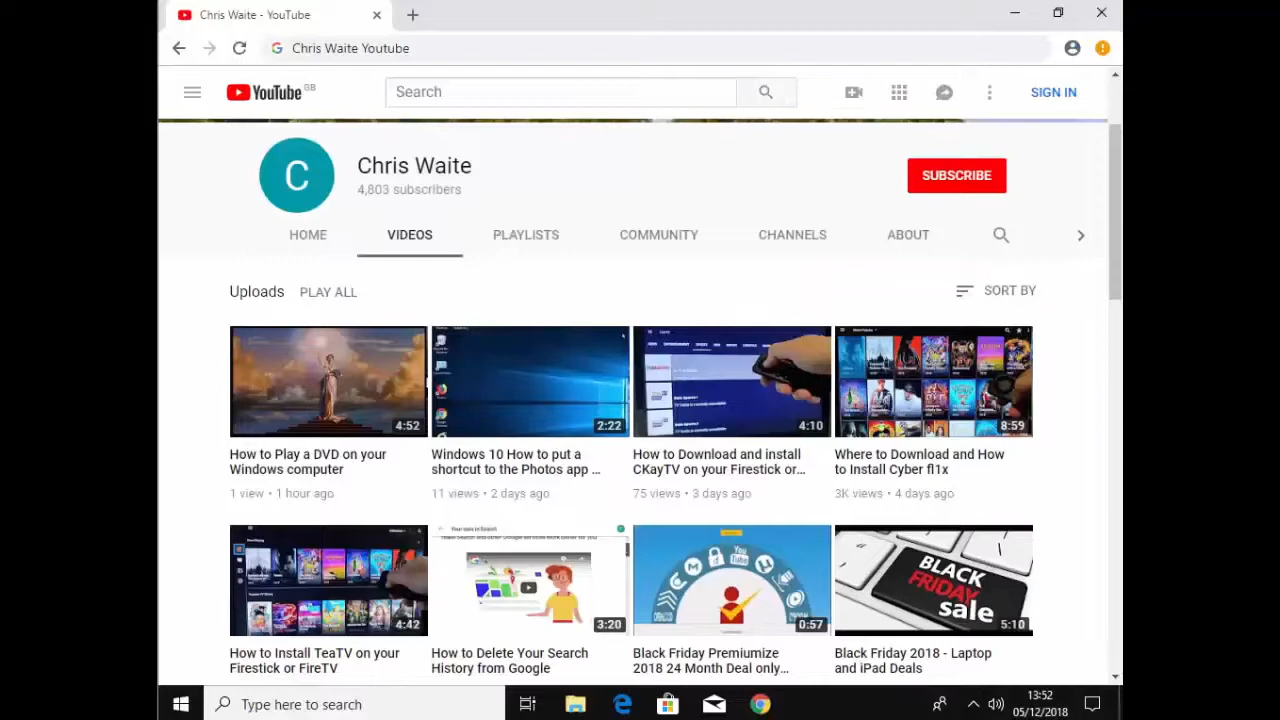 Chris Waite - YouTube
Chris Waite Youtube
YouTube GB
Search
SIGN IN
C
Chris Waite
4,803 subscribers
SUBSCRIBE
HOME
VIDEOS
PLAYLISTS
COMMUNITY
CHANNELS
ABOUT
Uploads
PLAY ALL
SORT BY
4:52
2:22
4:10
8:59
How to Play a DVD on your
Windows computer
1 view • 1 hour ago
Windows 10 How to put a
shortcut to the Photos app ...
11 views • 2 days ago
How to Download and install
CKayTV on your Firestick or...
75 views • 3 days ago
Where to Download and How
to Install Cyber fl1x
3K views • 4 days ago
4:42
3:20
You
Tube
0:57
BLACK
FRIDAY
sale
5:10
How to Install TeaTV on your
Firestick or FireTV
How to Delete Your Search
History from Google
Black Friday Premiumize
2018 24 Month Deal only...
Black Friday 2018 - Laptop
and iPad Deals
Type here to search
13:52
05/12/2018